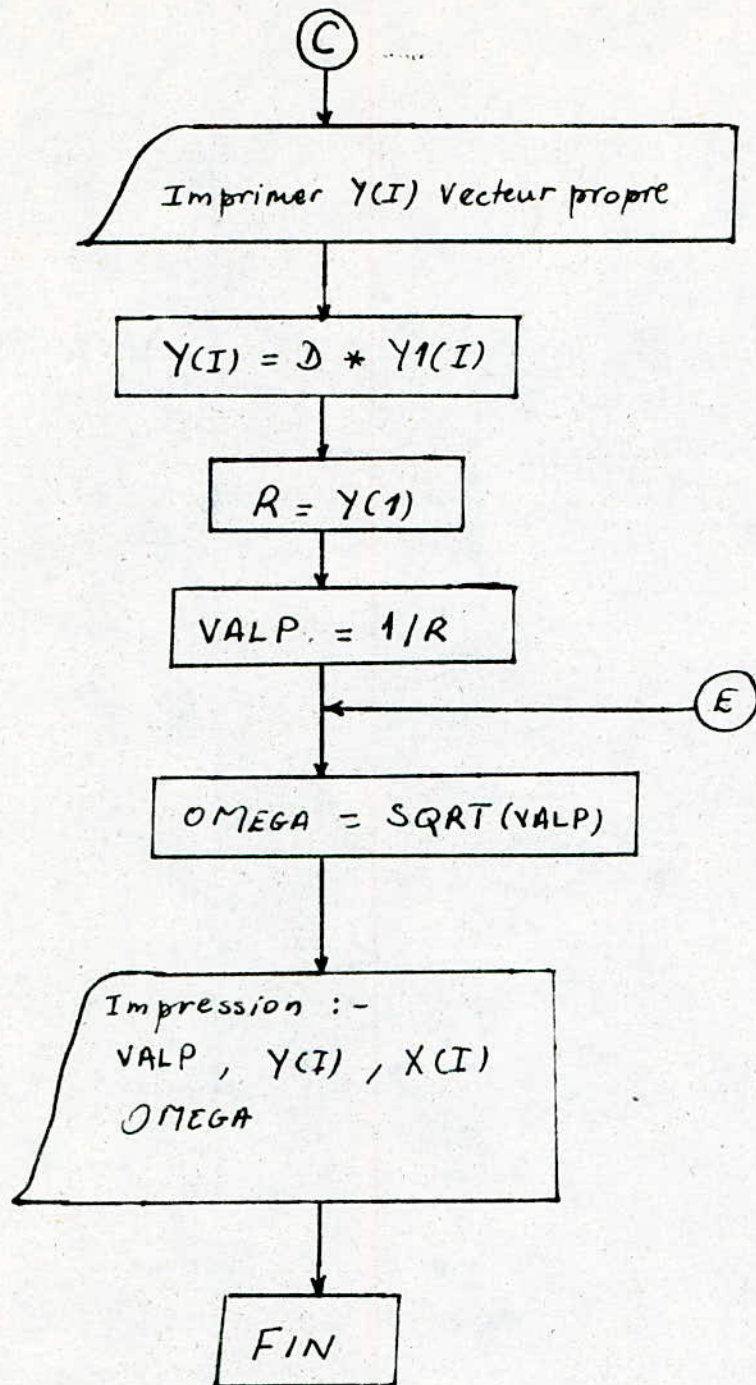 C
Imprimer Y(I) Vecteur propre
Y(I) = D * Y1(I)
R = Y(1)
VALP. = 1/R
E
OMEGA = SQRT(VALP)
Impression :-
VALP , Y(I) , X(I)
OMEGA
FIN